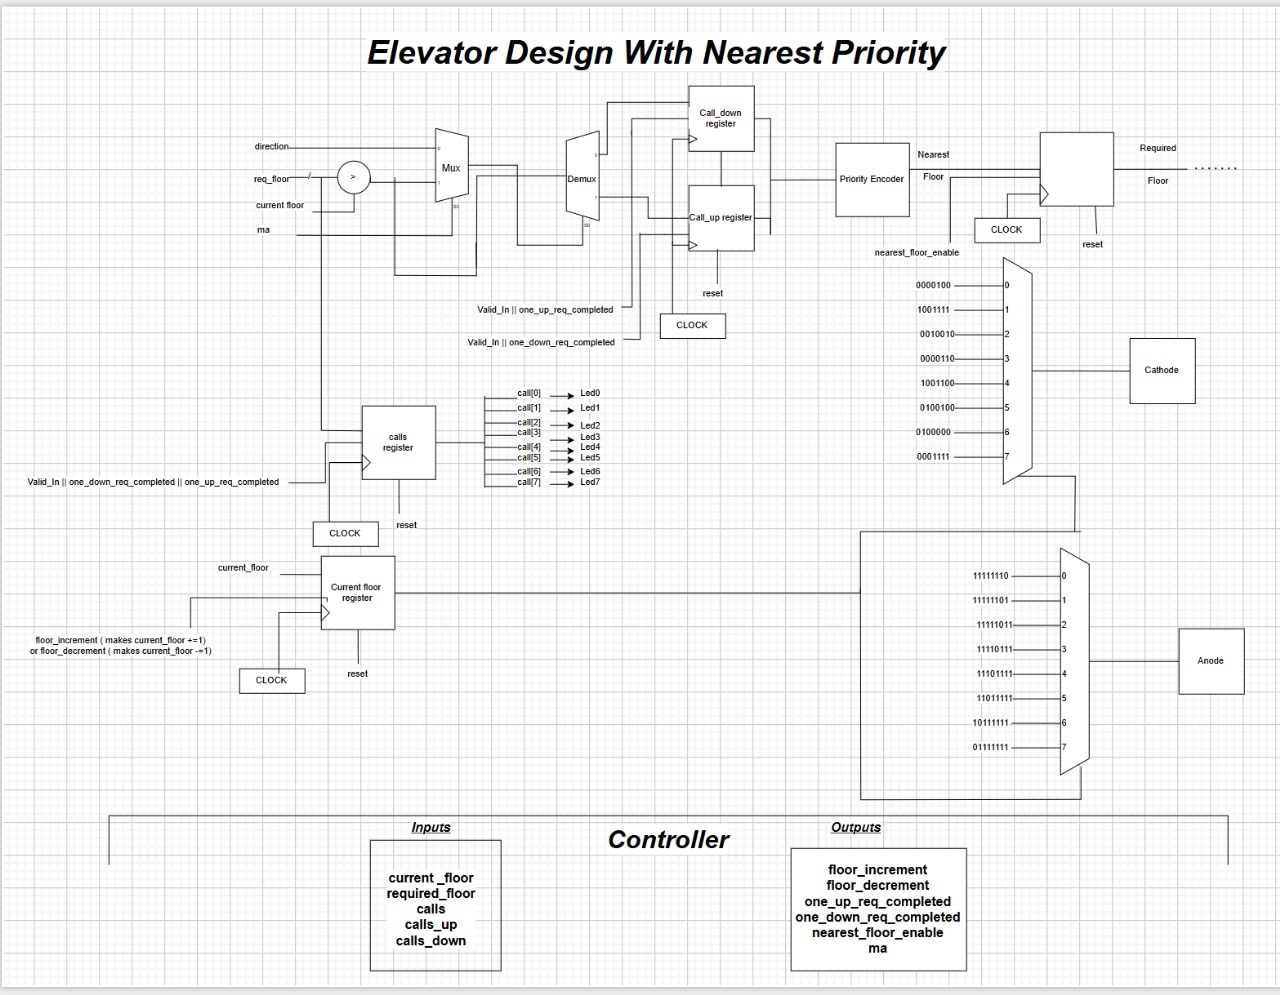 Elevator Design With Nearest Priority
direction
req_floor
/
>
current floor
ma
0
1
Mux
Demux
0
1
Call_down
register
Call_up register
reset
CLOCK
Valid_In || one_up_req_completed
Valid_In || one_down_req_completed
Priority Encoder
Nearest
Floor
nearest_floor_enable
CLOCK
reset
Required
Floor
.......
0000100 0
1001111 1
0010010 2
0000110 3
1001100 4
0100100 5
0100000 6
0001111 7
Cathode
calls
register
call[0] Led0
call[1] Led1
call[2] Led2
call[3] Led3
call[4] Led4
call[5] Led5
call[6] Led6
call[7] Led7
Valid_In || one_down_req_completed || one_up_req_completed
reset
CLOCK
current_floor
Current floor
register
floor_increment ( makes current_floor +=1)
or floor_decrement ( makes current_floor -=1)
reset
CLOCK
11111110 0
11111101 1
11111011 2
11110111 3
11101111 4
11011111 5
10111111 6
01111111 7
Anode
Controller
Inputs
current _floor
required_floor
calls
calls_up
calls_down
Outputs
floor_increment
floor_decrement
one_up_req_completed
one_down_req_completed
nearest_floor_enable
ma